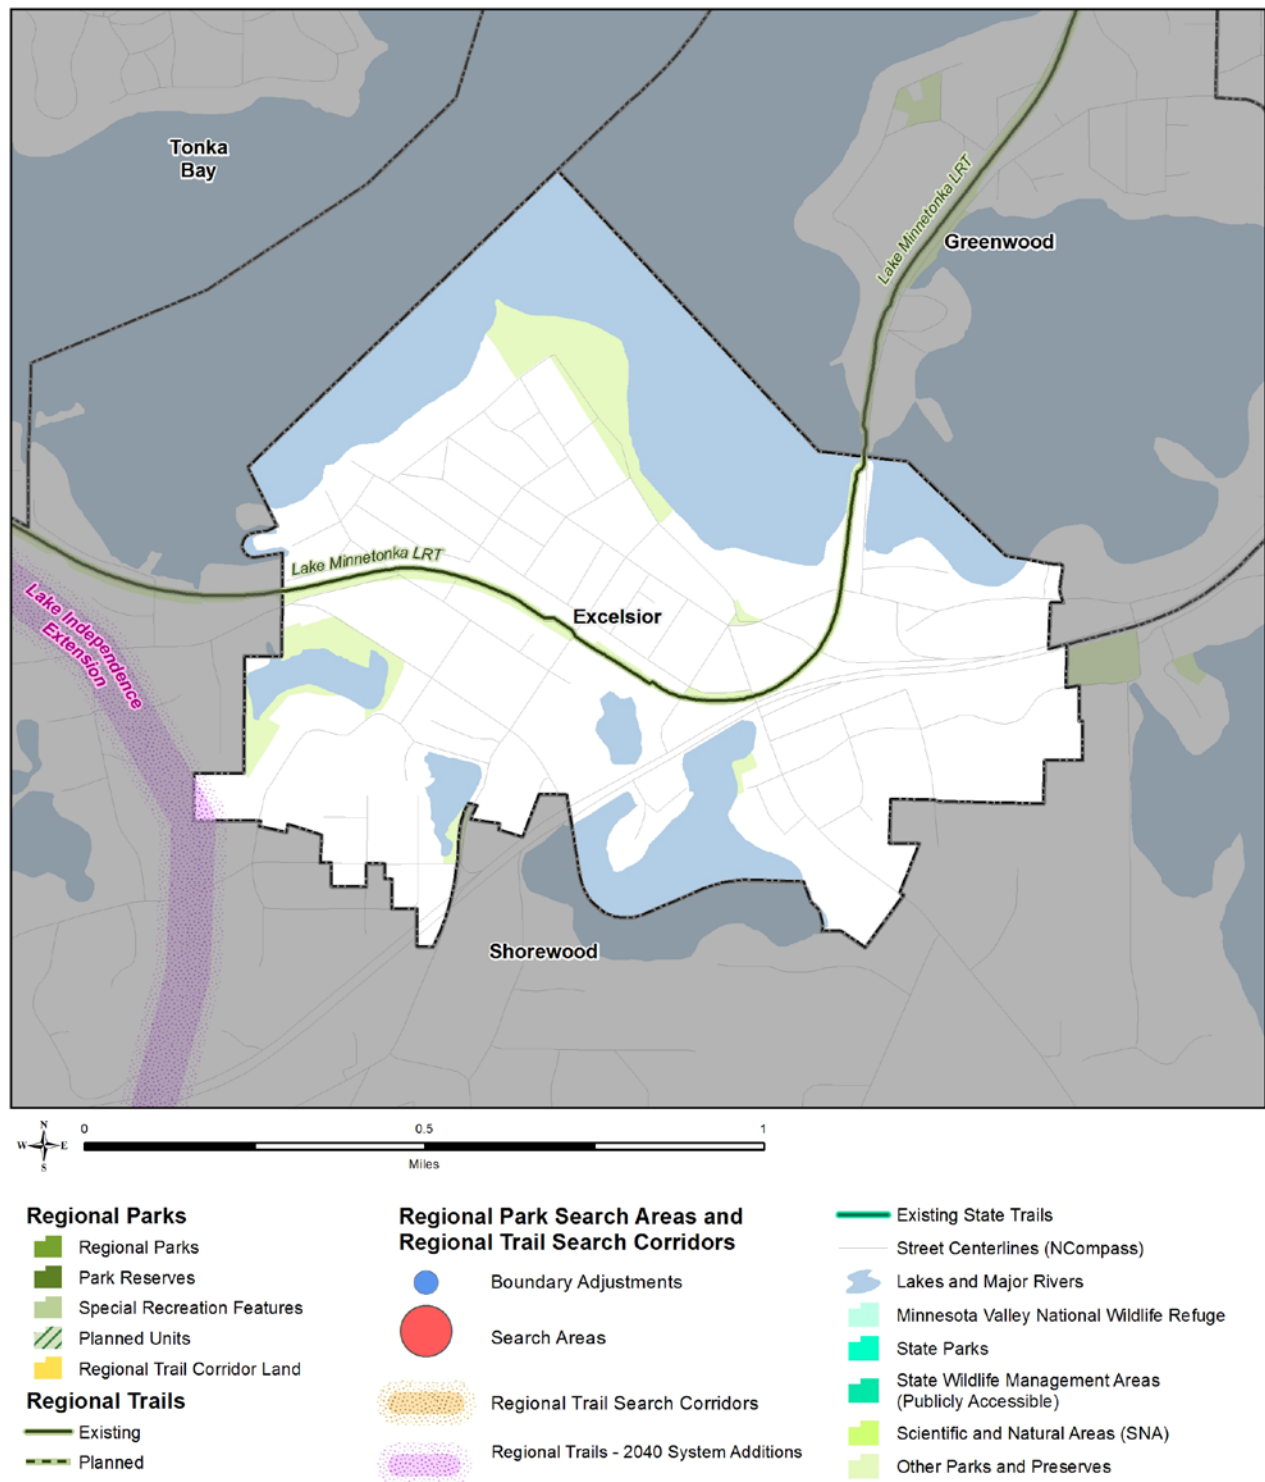 Tonka
Bay
Lake Minnetonka LRT
Greenwood
Lake Minnetonka LRT
Lake Independence
Extension
Excelsior
Shorewood
N
W E
S
0 0.5 1
Miles
Regional Parks
Regional Parks
Park Reserves
Special Recreation Features
Planned Units
Regional Trail Corridor Land
Regional Trails
Existing
Planned
Regional Park Search Areas and
Regional Trail Search Corridors
Boundary Adjustments
Search Areas
Regional Trail Search Corridors
Regional Trails - 2040 System Additions
Existing State Trails
Street Centerlines (NCompass)
Lakes and Major Rivers
Minnesota Valley National Wildlife Refuge
State Parks
State Wildlife Management Areas
(Publicly Accessible)
Scientific and Natural Areas (SNA)
Other Parks and Preserves